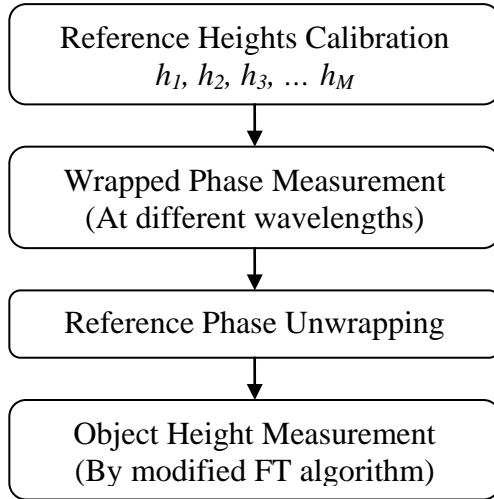 Reference Heights Calibration
h1, h2, h3, ... hM
Wrapped Phase Measurement
(At different wavelengths)
Reference Phase Unwrapping
Object Height Measurement
(By modified FT algorithm)